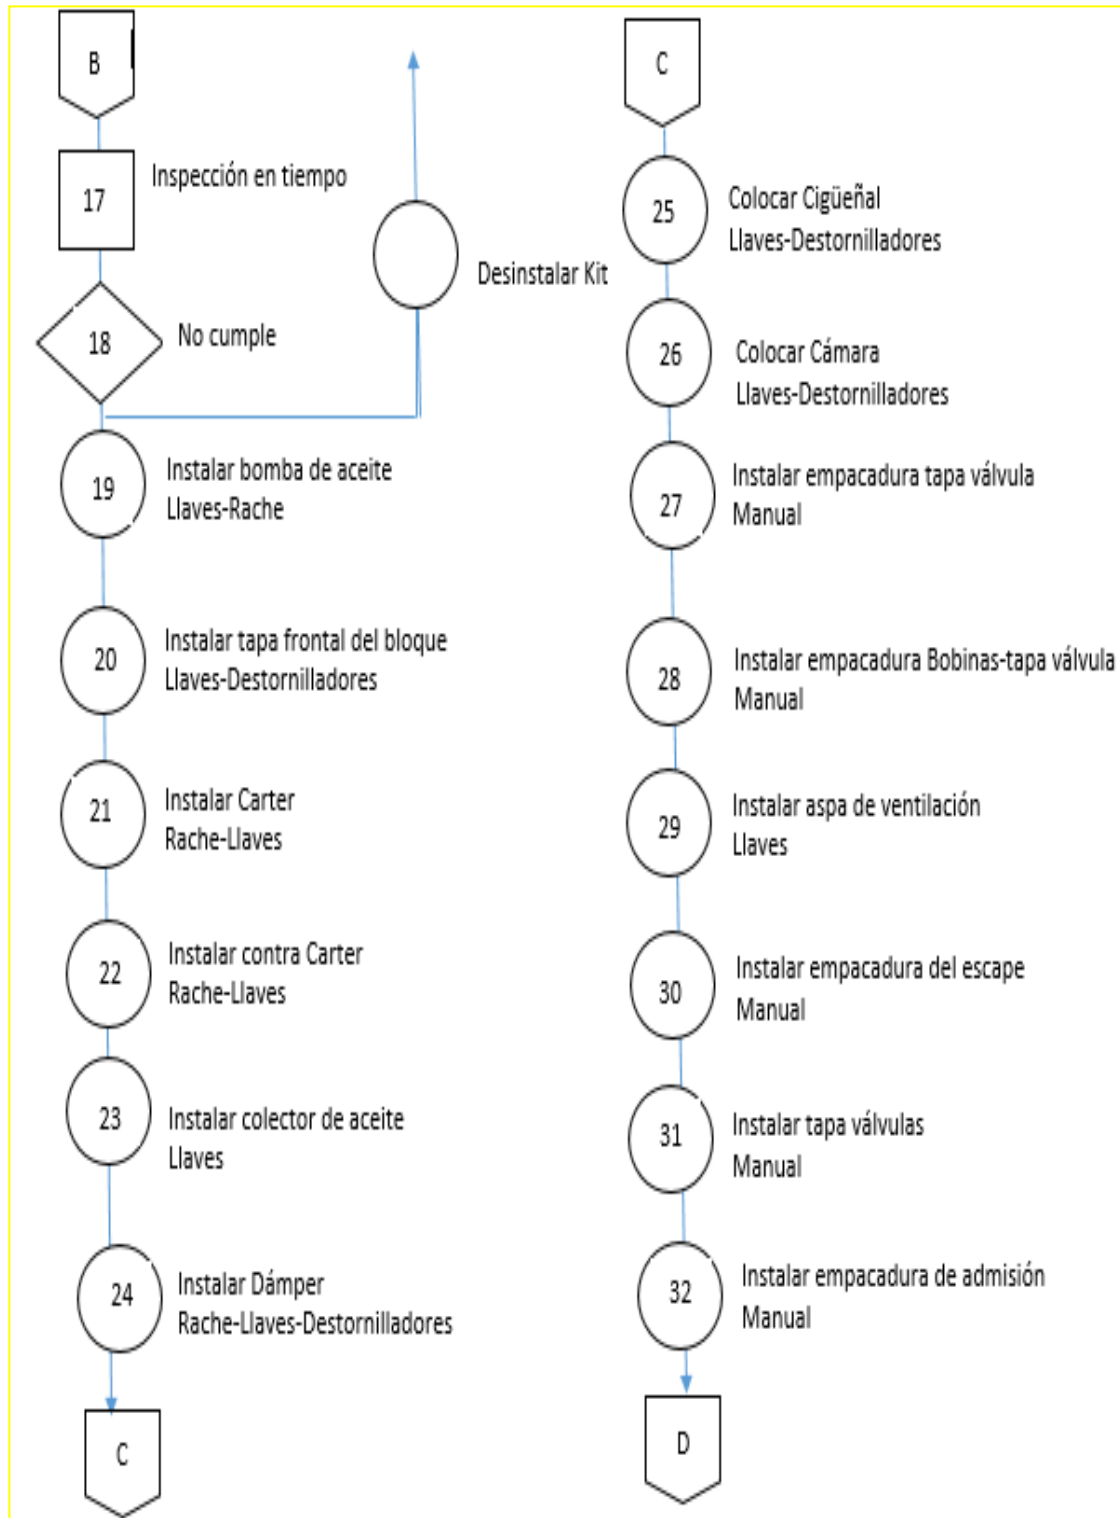 B
17
Inspección en tiempo
18
No cumple
Desinstalar Kit
19
Instalar bomba de aceite
Llaves-Rache
20
Instalar tapa frontal del bloque
Llaves-Destornilladores
21
Instalar Carter
Rache-Llaves
22
Instalar contra Carter
Rache-Llaves
23
Instalar colector de aceite
Llaves
24
Instalar Dámper
Rache-Llaves-Destornilladores
C
C
25
Colocar Cigüeñal
Llaves-Destornilladores
26
Colocar Cámara
Llaves-Destornilladores
27
Instalar empacadura tapa válvula
Manual
28
Instalar empacadura Bobinas-tapa válvula
Manual
29
Instalar aspa de ventilación
Llaves
30
Instalar empacadura del escape
Manual
31
Instalar tapa válvulas
Manual
32
Instalar empacadura de admisión
Manual
D